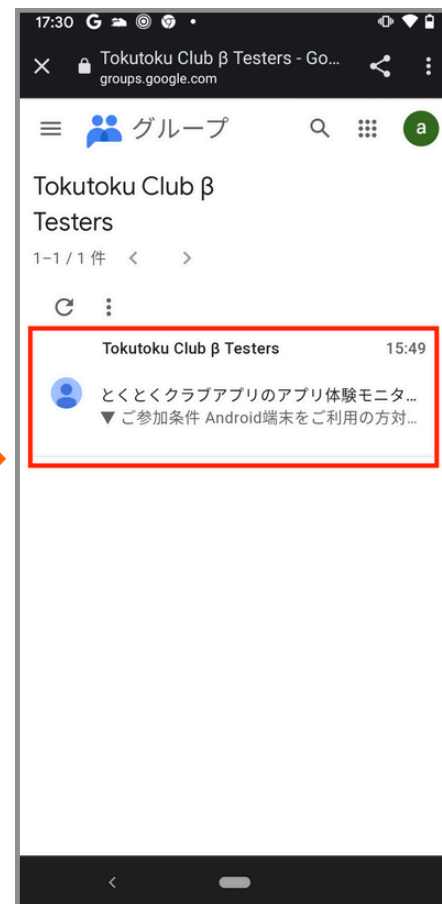 17:30
Tokutoku Club β Testers - Go...
groups.google.com
グループ
a
Tokutoku Club β
Testers
1–1 / 1 件
Tokutoku Club β Testers 15:49
とくとくクラブアプリのアプリ体験モニタ...
▼ ご参加条件 Android端末をご利用の方対...